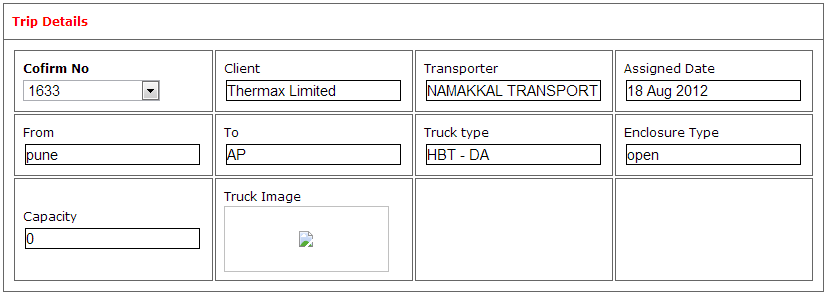 Trip Details
Cofirm No
Client
Transporter
Assigned Date
1633
Thermax Limited
NAMAKKAL TRANSPORT
18 Aug 2012
From
To
Truck type
Enclosure Type
pune
AP
HBT - DA
open
Capacity
Truck Image
0